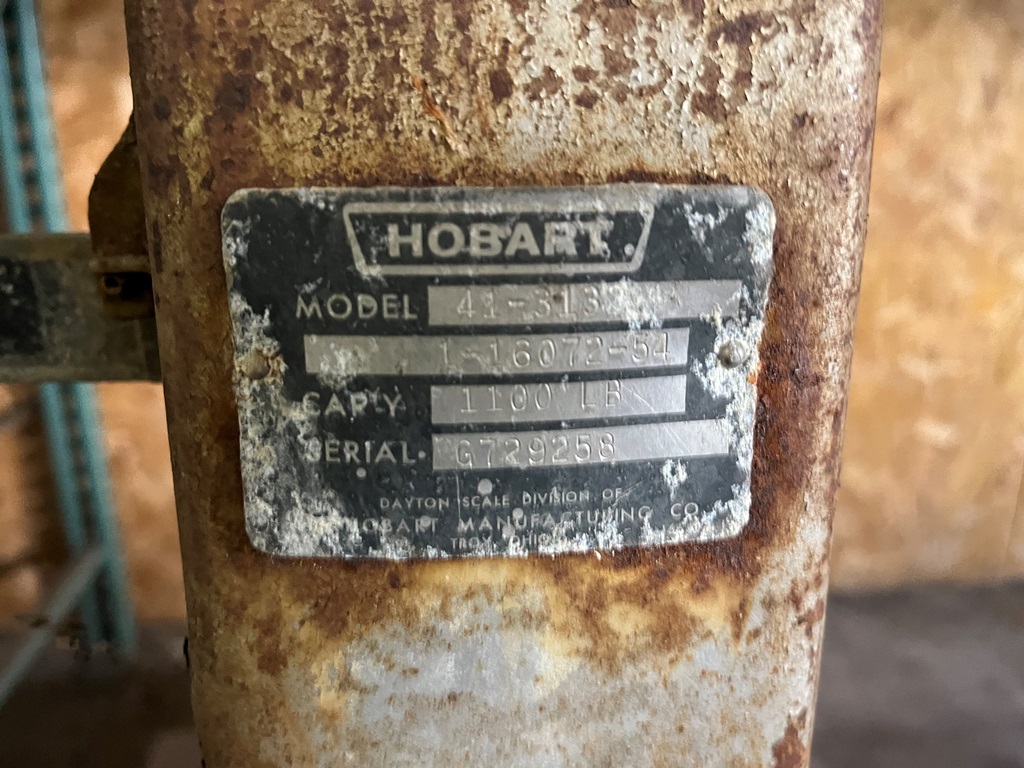 HOBART
MODEL 41-313
1-16072-54
CAP'Y 1100 LB
SERIAL G729258
DAYTON SCALE DIVISION OF
HOBART MANUFACTURING CO.
TROY, OHIO